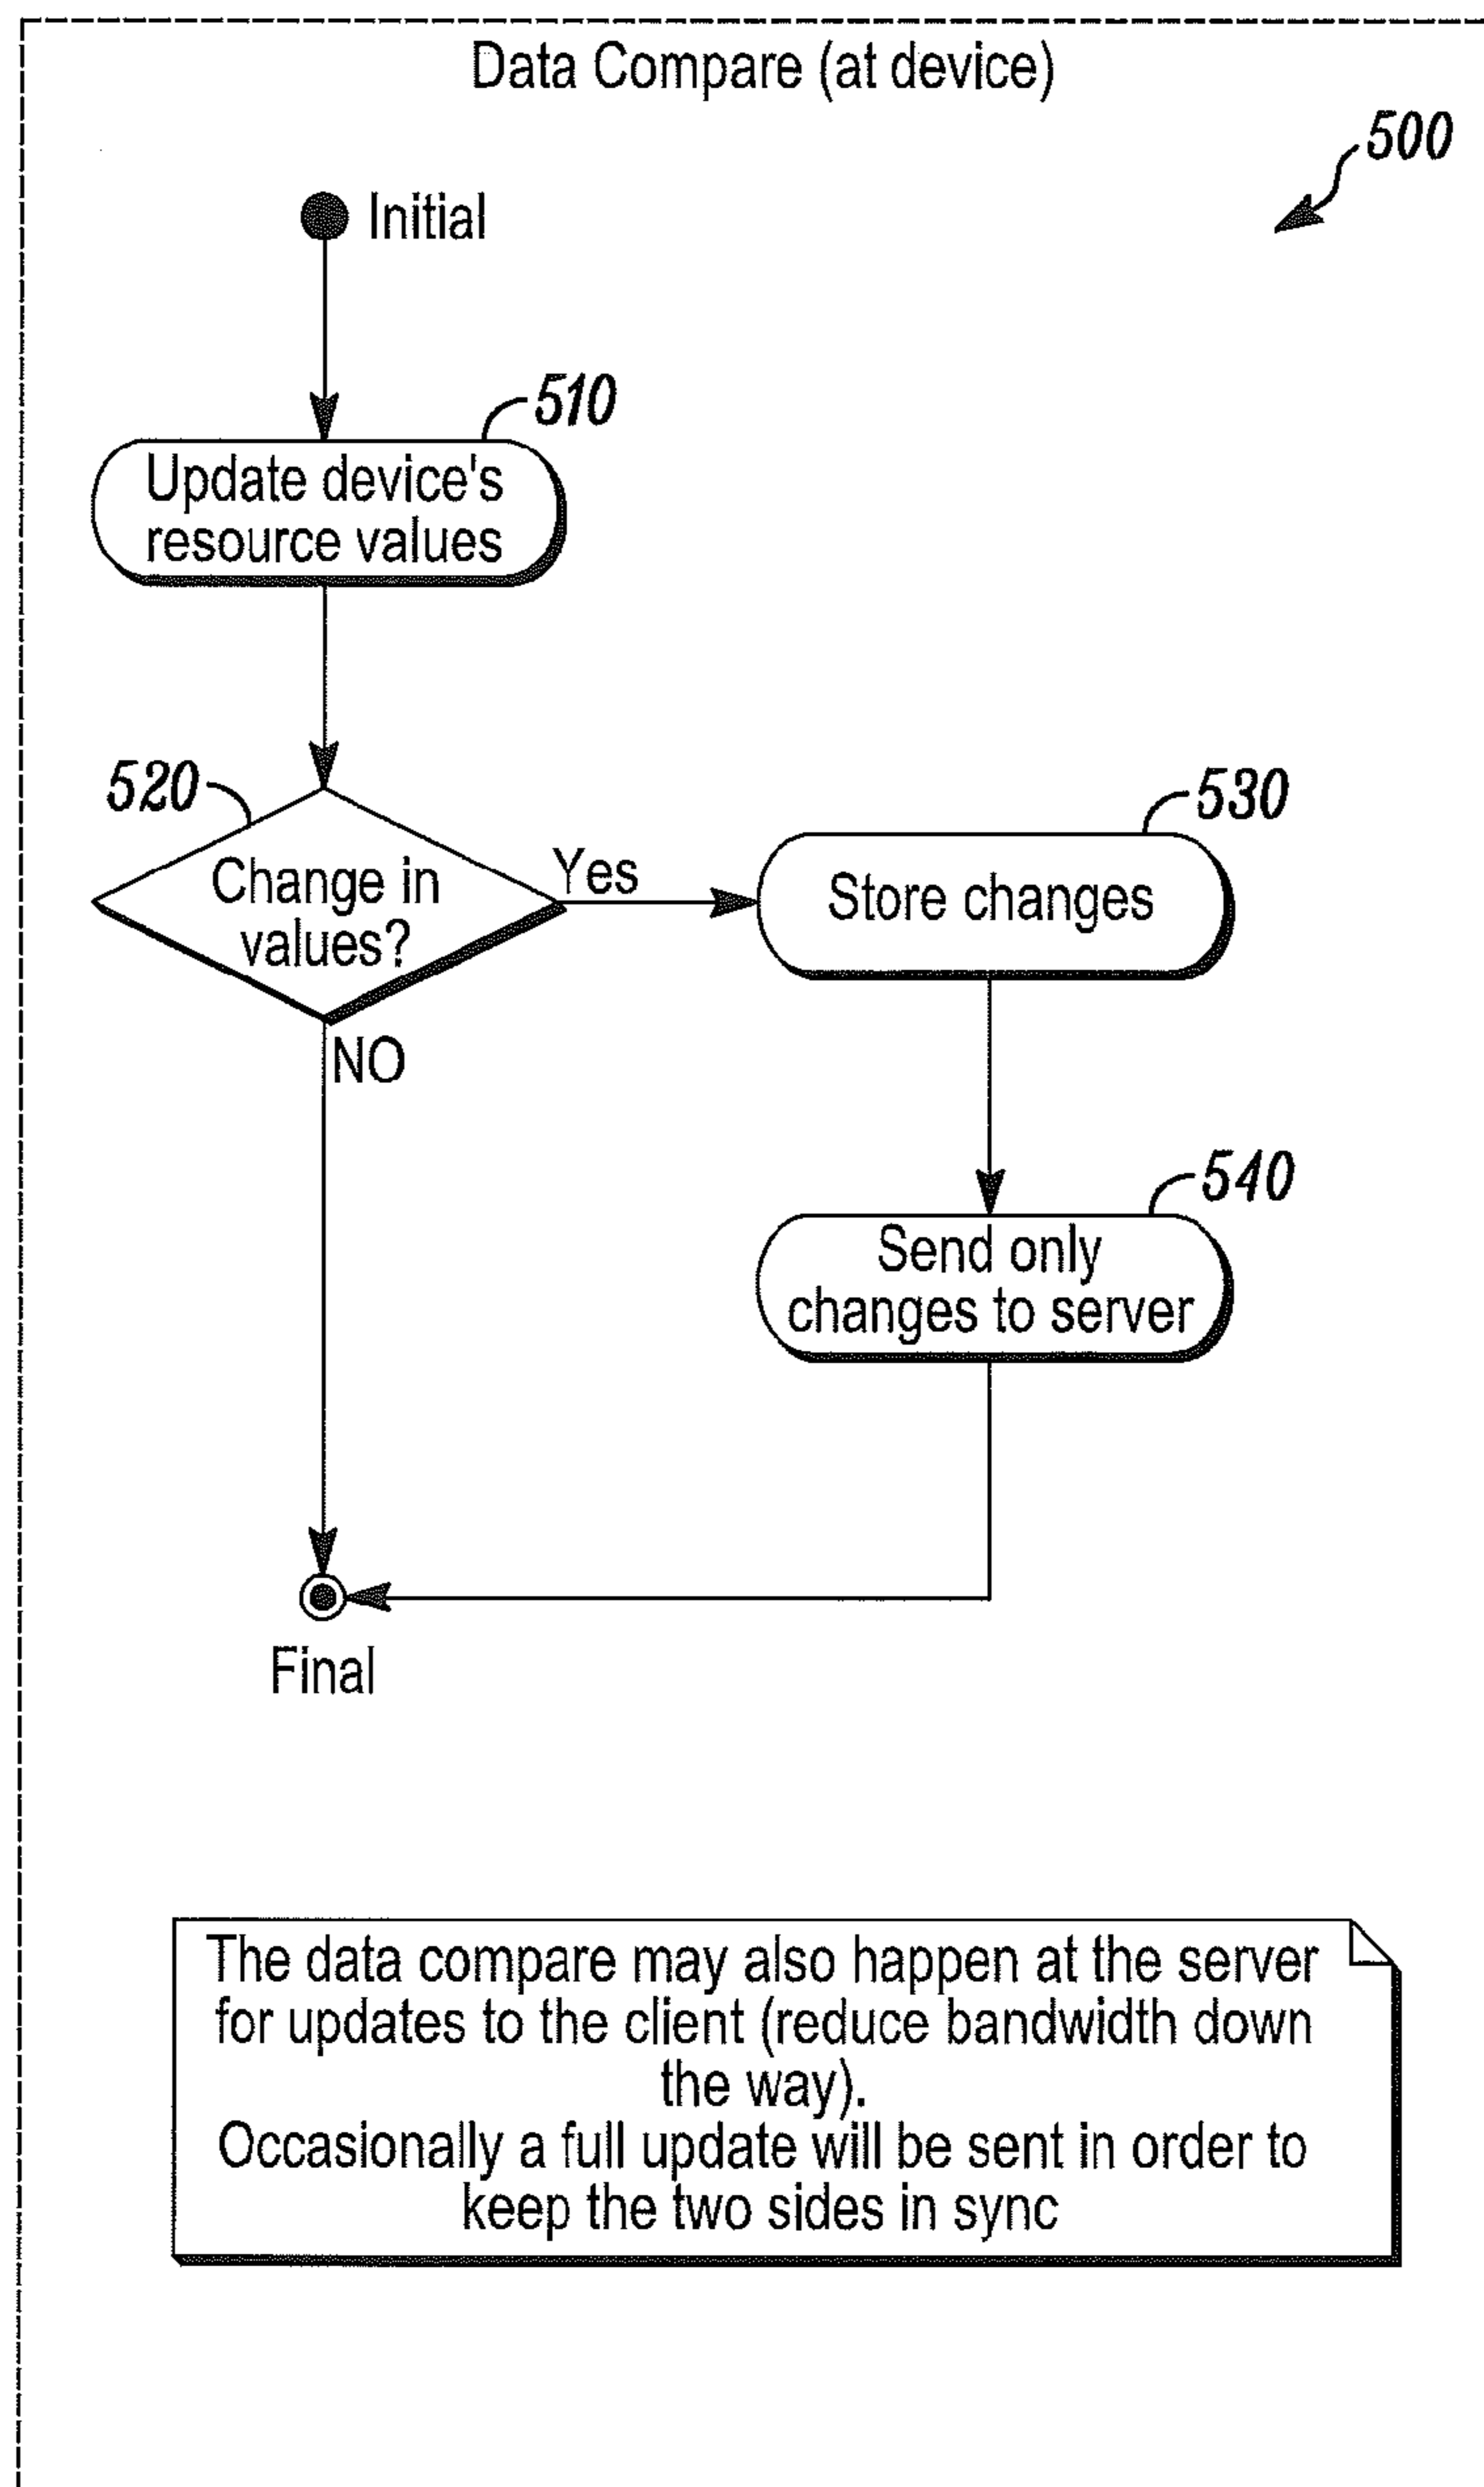 Data Compare (at device)
500
Initial
510
Update device's
resource values
520
Change in
values?
Yes
530
Store changes
NO
540
Send only
changes to server
Final
The data compare may also happen at the server
for updates to the client (reduce bandwidth down
the way).
Occasionally a full update will be sent in order to
keep the two sides in sync